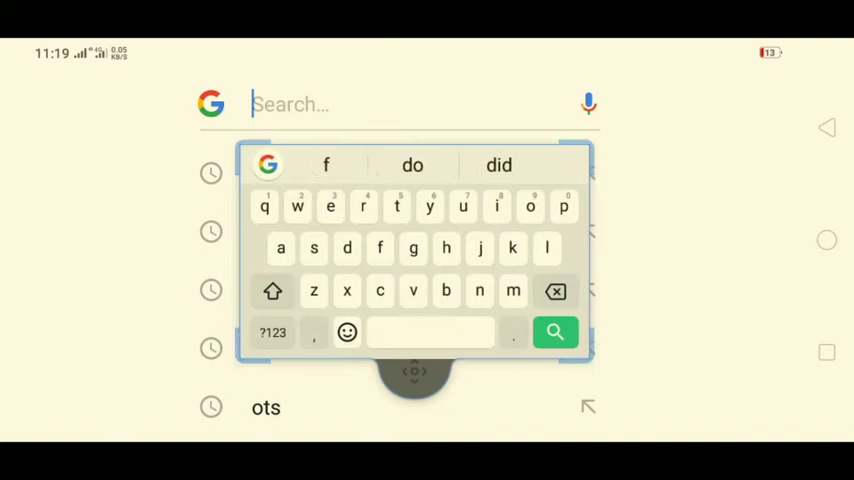 11:19 4G 0.05 KB/S 13
Search...
f do did
1 2 3 4 5 6 7 8 9 0
q w e r t y u i o p
a s d f g h j k l
z x c v b n m
?123 , .
ots